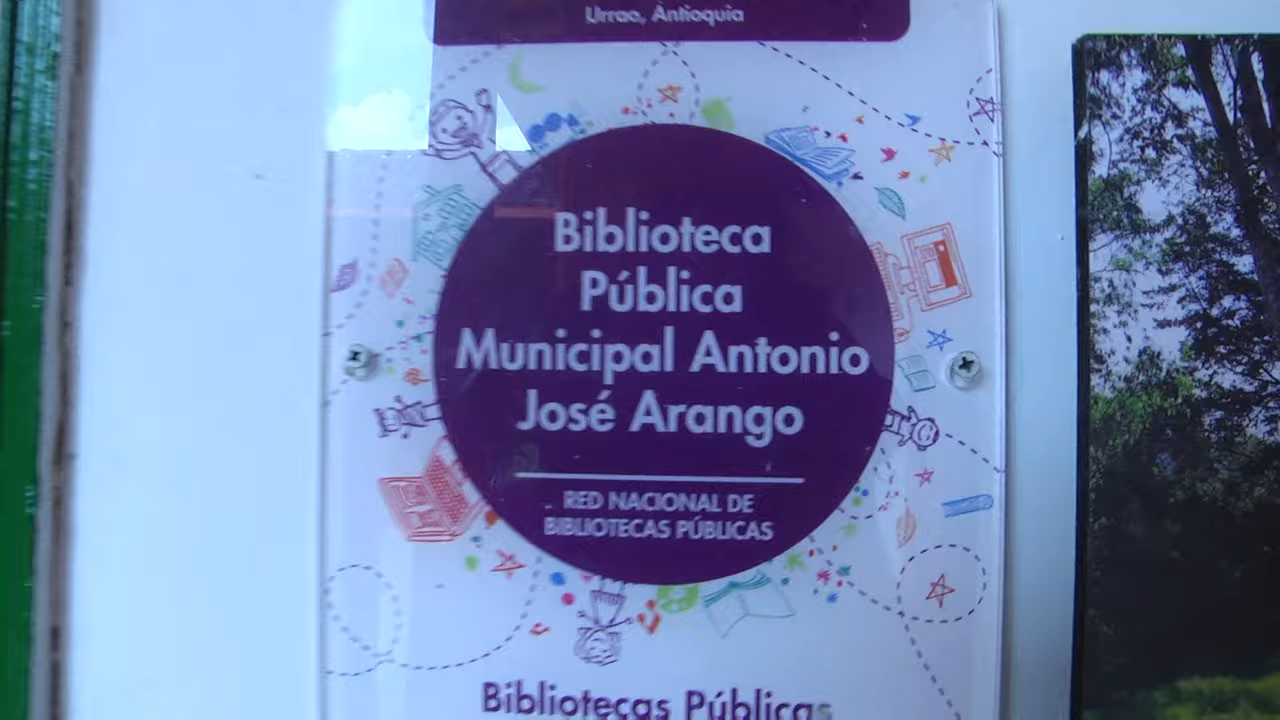 Urrao, Antioquia
Biblioteca
Pública
Municipal Antonio
José Arango
RED NACIONAL DE
BIBLIOTECAS PÚBLICAS
Bibliotecas Públicas